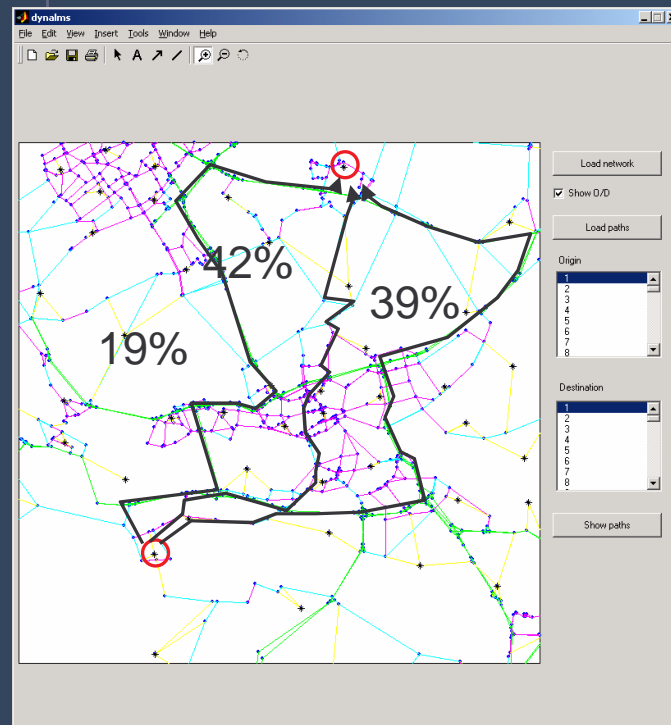 dynalms
File Edit View Insert Tools Window Help
A
Load network
Show O/D
Load paths
Origin
1
2
3
4
5
6
7
8
Destination
1
2
3
4
5
6
7
8
Show paths
42%
39%
19%